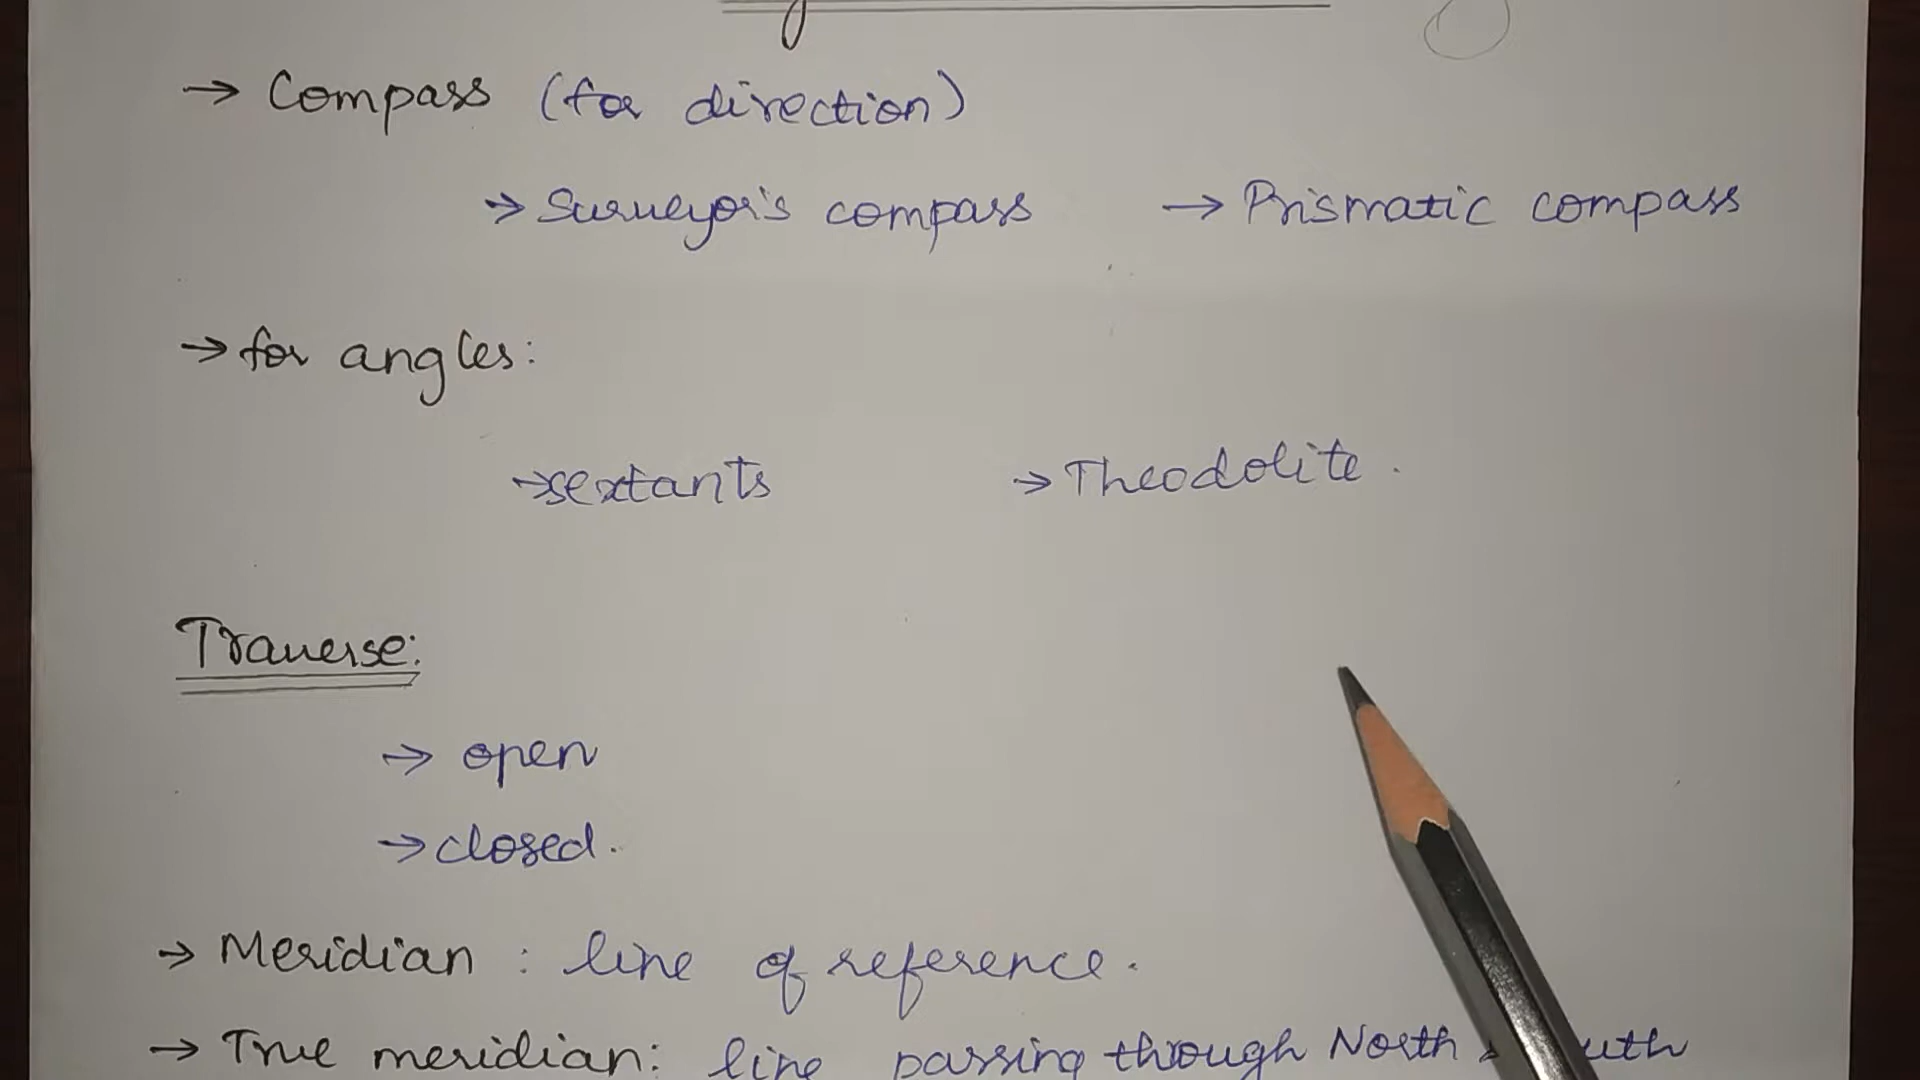 → Compass (for direction)
→ Surveyor's compass → Prismatic compass
→ for angles:
→ sextants → Theodolite.
Traverse:
→ open
→ closed.
→ Meridian : line of reference.
→ True meridian: line passing through North